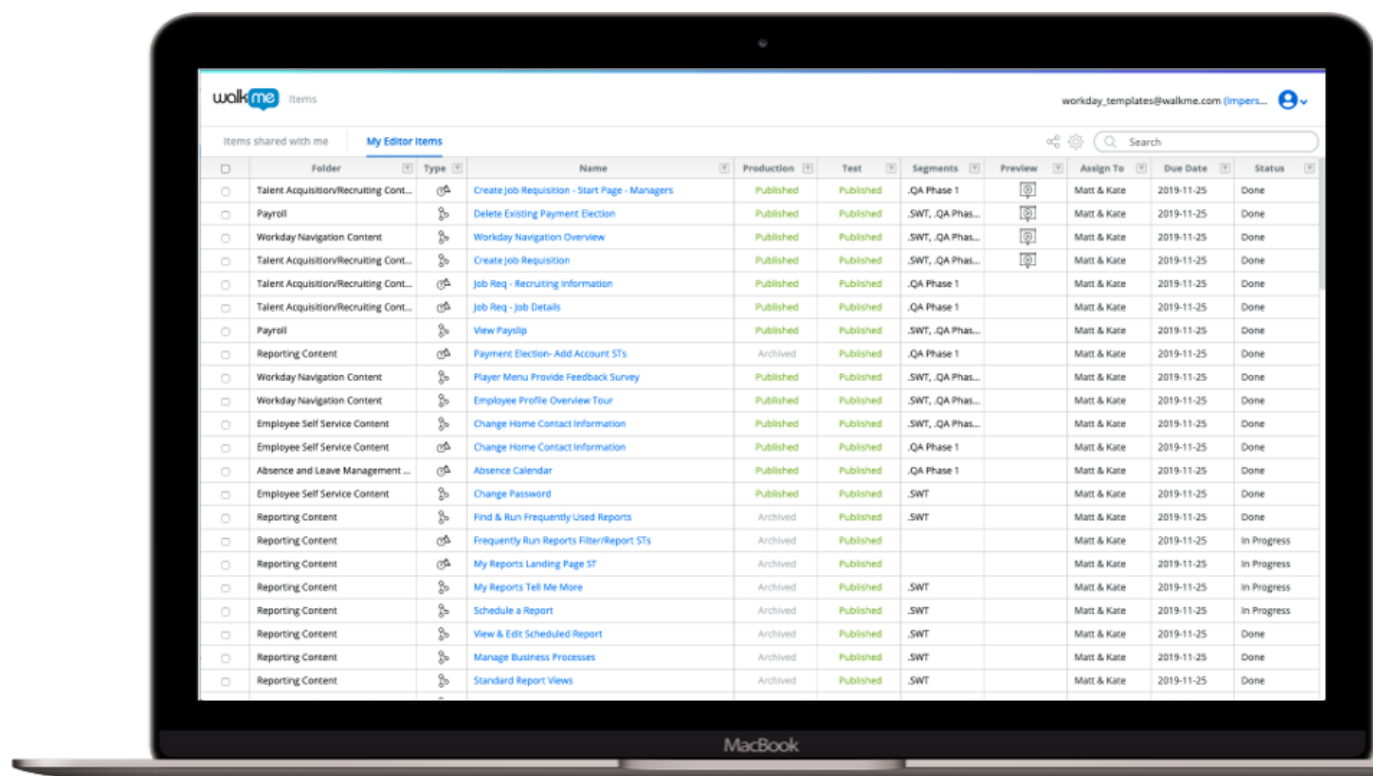 walkme Items
workday_templates@walkme.com (Impers...
Items shared with me My Editor items Search
Folder Type Name Production Test Segments Preview Assign To Due Date Status
Talent Acquisition/Recruiting Cont... Create Job Requisition - Start Page - Managers Published Published .QA Phase 1 Matt & Kate 2019-11-25 Done
Payroll Delete Existing Payment Election Published Published .SWT, .QA Phas... Matt & Kate 2019-11-25 Done
Workday Navigation Content Workday Navigation Overview Published Published .SWT, .QA Phas... Matt & Kate 2019-11-25 Done
Talent Acquisition/Recruiting Cont... Create Job Requisition Published Published .SWT, .QA Phas... Matt & Kate 2019-11-25 Done
Talent Acquisition/Recruiting Cont... Job Req - Recruiting Information Published Published .QA Phase 1 Matt & Kate 2019-11-25 Done
Talent Acquisition/Recruiting Cont... Job Req - Job Details Published Published .QA Phase 1 Matt & Kate 2019-11-25 Done
Payroll View Payslip Published Published .SWT, .QA Phas... Matt & Kate 2019-11-25 Done
Reporting Content Payment Election- Add Account STs Archived Published .QA Phase 1 Matt & Kate 2019-11-25 Done
Workday Navigation Content Player Menu Provide Feedback Survey Published Published .SWT, .QA Phas... Matt & Kate 2019-11-25 Done
Workday Navigation Content Employee Profile Overview Tour Published Published .SWT, .QA Phas... Matt & Kate 2019-11-25 Done
Employee Self Service Content Change Home Contact Information Published Published .SWT, .QA Phas... Matt & Kate 2019-11-25 Done
Employee Self Service Content Change Home Contact Information Published Published .QA Phase 1 Matt & Kate 2019-11-25 Done
Absence and Leave Management ... Absence Calendar Published Published .QA Phase 1 Matt & Kate 2019-11-25 Done
Employee Self Service Content Change Password Published Published .SWT Matt & Kate 2019-11-25 Done
Reporting Content Find & Run Frequently Used Reports Archived Published .SWT Matt & Kate 2019-11-25 Done
Reporting Content Frequently Run Reports Filter/Report STs Archived Published Matt & Kate 2019-11-25 In Progress
Reporting Content My Reports Landing Page ST Archived Published Matt & Kate 2019-11-25 In Progress
Reporting Content My Reports Tell Me More Archived Published .SWT Matt & Kate 2019-11-25 In Progress
Reporting Content Schedule a Report Archived Published .SWT Matt & Kate 2019-11-25 In Progress
Reporting Content View & Edit Scheduled Report Archived Published .SWT Matt & Kate 2019-11-25 Done
Reporting Content Manage Business Processes Archived Published .SWT Matt & Kate 2019-11-25 Done
Reporting Content Standard Report Views Archived Published .SWT Matt & Kate 2019-11-25 Done
MacBook